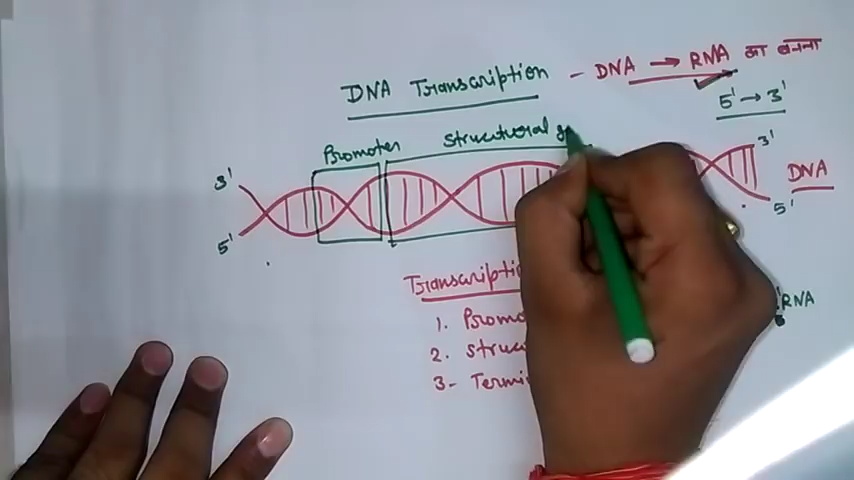 DNA Transcription - DNA → RNA का बनना
5' → 3'
Promoter Structural g
3' 3'
5' 5'
DNA
Transcripti
1. Promo
RNA
2. Struc
3- Termi